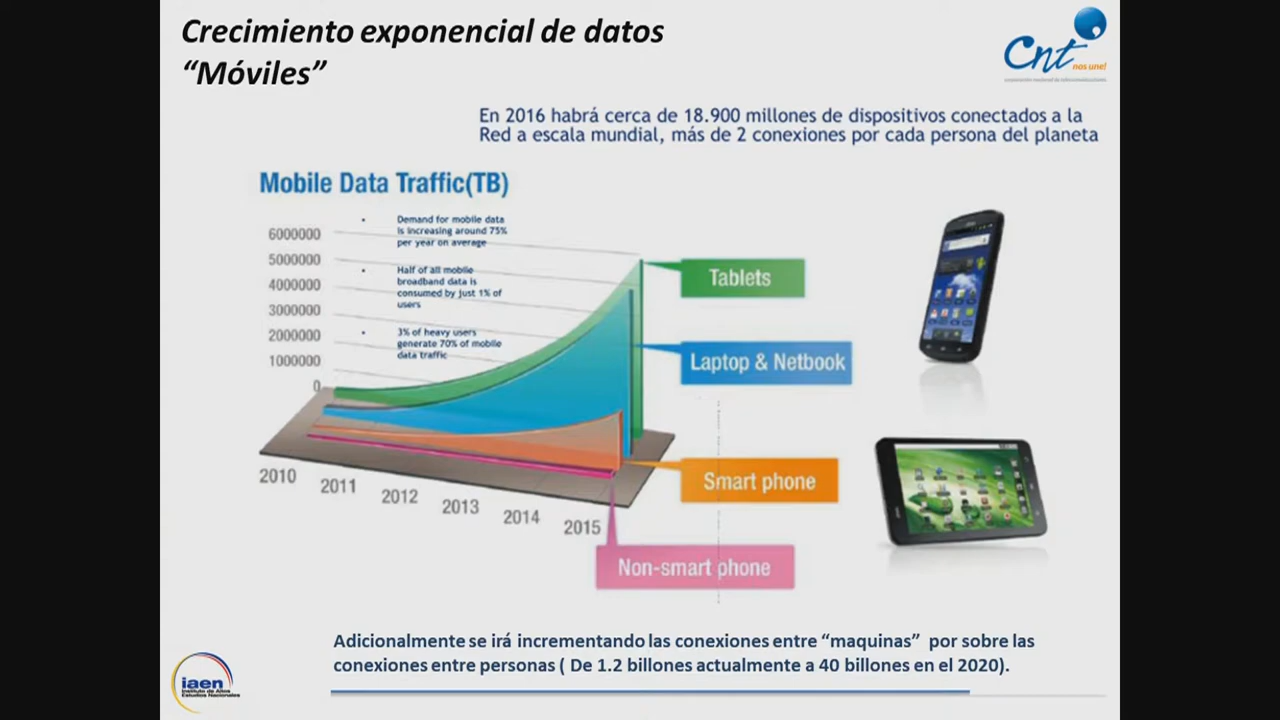 Crecimiento exponencial de datos
“Móviles”
Cnt
nos une!
En 2016 habrá cerca de 18.900 millones de dispositivos conectados a la
Red a escala mundial, más de 2 conexiones por cada persona del planeta
Mobile Data Traffic(TB)
• Demand for mobile data
is increasing around 75%
per year on average
• Half of all mobile
broadband data is
consumed by just 1% of
users
• 3% of heavy users
generate 70% of mobile
data traffic
6000000
5000000
4000000
3000000
2000000
1000000
0
2010
2011
2012
2013
2014
2015
Tablets
Laptop & Netbook
Smart phone
Non-smart phone
Adicionalmente se irá incrementando las conexiones entre “maquinas” por sobre las
conexiones entre personas ( De 1.2 billones actualmente a 40 billones en el 2020).
iaen
Instituto de Altos
Estudios Nacionales